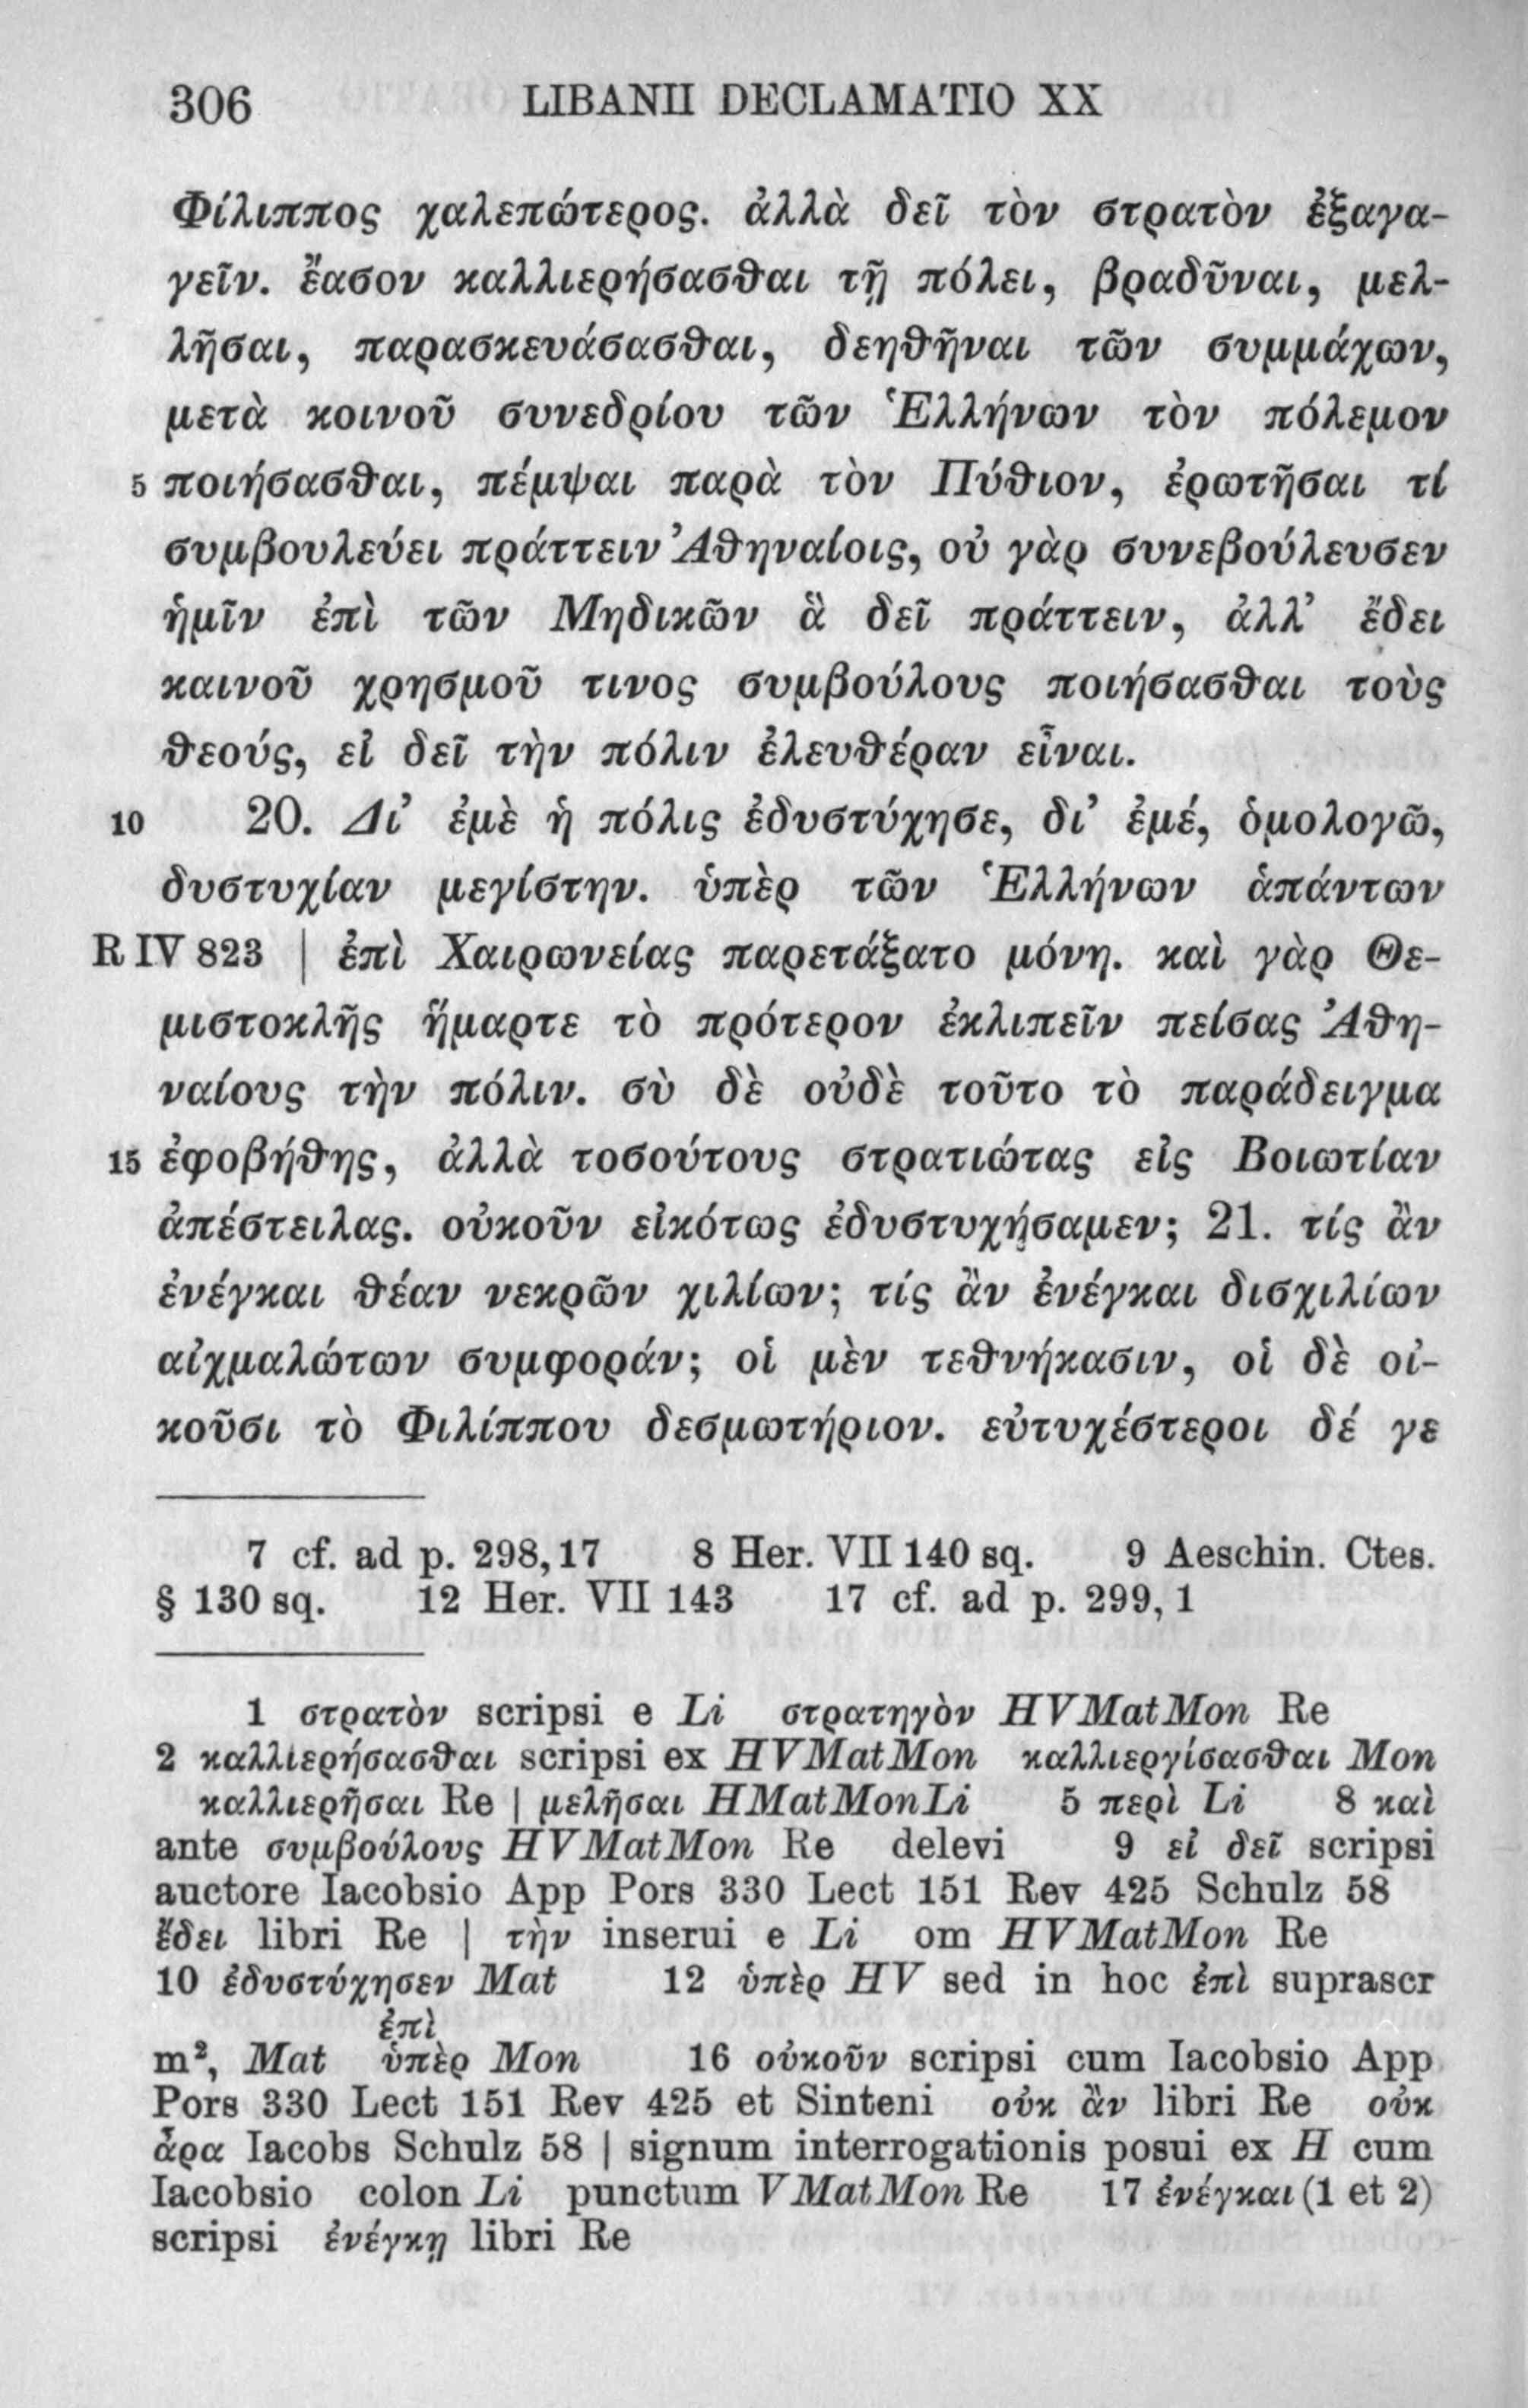 306 LIBANII DECLAMATIO XX
Φίλιππος χαλεπώτερος. ἀλλὰ δεῖ τὸν στρατὸν ἐξαγα-
γεῖν. ἔασον καλλιερήσασθαι τῇ πόλει, βραδῦναι, μελ-
λῆσαι, παρασκευάσασθαι, δεηθῆναι τῶν συμμάχων,
μετὰ κοινοῦ συνεδρίου τῶν Ἑλλήνων τὸν πόλεμον
5 ποιήσασθαι, πέμψαι παρὰ τὸν Πύθιον, ἐρωτῆσαι τί
συμβουλεύει πράττειν Ἀθηναίοις, οὐ γὰρ συνεβούλευσεν
ἡμῖν ἐπὶ τῶν Μηδικῶν ἃ δεῖ πράττειν, ἀλλ’ ἔδει
καινοῦ χρησμοῦ τινος συμβούλους ποιήσασθαι τοὺς
θεούς, εἰ δεῖ τὴν πόλιν ἐλευθέραν εἶναι.
10 20. Δι’ ἐμὲ ἡ πόλις ἐδυστύχησε, δι’ ἐμέ, ὁμολογῶ,
δυστυχίαν μεγίστην. ὑπὲρ τῶν Ἑλλήνων ἁπάντων
R IV 823 | ἐπὶ Χαιρωνείας παρετάξατο μόνη. καὶ γὰρ Θε-
μιστοκλῆς ἥμαρτε τὸ πρότερον ἐκλιπεῖν πείσας Ἀθη-
ναίους τὴν πόλιν. σὺ δὲ οὐδὲ τοῦτο τὸ παράδειγμα
15 ἐφοβήθης, ἀλλὰ τοσούτους στρατιώτας εἰς Βοιωτίαν
ἀπέστειλας. οὐκοῦν εἰκότως ἐδυστυχήσαμεν; 21. τίς ἂν
ἐνέγκαι θέαν νεκρῶν χιλίων; τίς ἂν ἐνέγκαι δισχιλίων
αἰχμαλώτων συμφοράν; οἱ μὲν τεθνήκασιν, οἱ δὲ οἰ-
κοῦσι τὸ Φιλίππου δεσμωτήριον. εὐτυχέστεροι δέ γε
7 cf. ad p. 298,17 8 Her. VII 140 sq. 9 Aeschin. Ctes.
§ 130 sq. 12 Her. VII 143 17 cf. ad p. 299, 1
1 στρατὸν scripsi e Li στρατηγὸν HVMatMon Re
2 καλλιερήσασθαι scripsi ex HVMatMon καλλιεργίσασθαι Mon
καλλιερῆσαι Re | μελῆσαι HMatMonLi 5 περὶ Li 8 καὶ
ante συμβούλους HVMatMon Re delevi 9 εἰ δεῖ scripsi
auctore Iacobsio App Pors 330 Lect 151 Rev 425 Schulz 58
ἔδει libri Re | τὴν inserui e Li om HVMatMon Re
10 ἐδυστύχησεν Mat 12 ὑπὲρ HV sed in hoc ἐπὶ suprascr
ἐπὶ
m², Mat ὑπὲρ Mon 16 οὐκοῦν scripsi cum Iacobsio App
Pors 330 Lect 151 Rev 425 et Sinteni οὐκ ἂν libri Re οὐκ
ἆρα Iacobs Schulz 58 | signum interrogationis posui ex H cum
Iacobsio colon Li punctum VMatMon Re 17 ἐνέγκαι (1 et 2)
scripsi ἐνέγκῃ libri Re